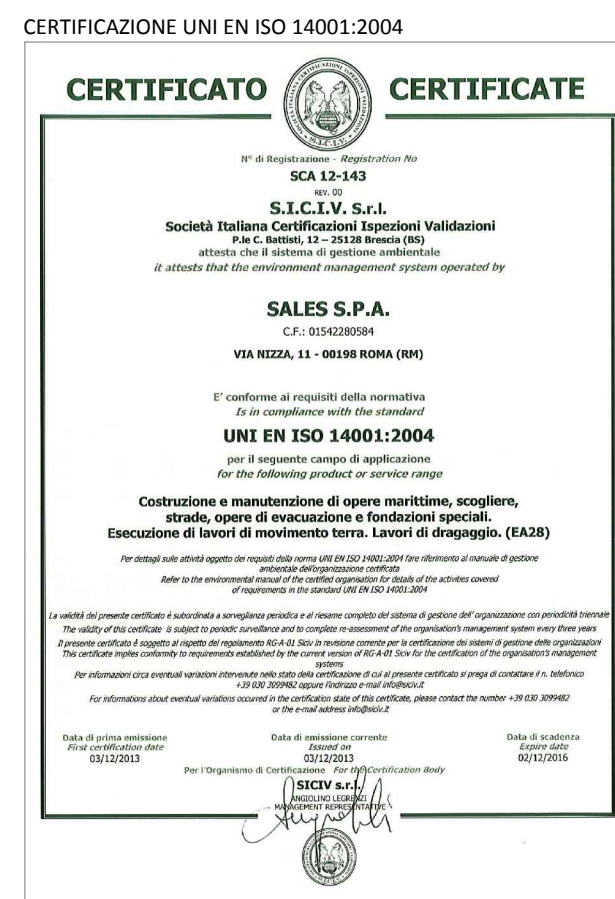 CERTIFICAZIONE UNI EN ISO 14001:2004
CERTIFICATO CERTIFICATE
SOCIETÀ ITALIANA CERTIFICAZIONI ISPEZIONI VALIDAZIONI
S.I.C.I.V.
N° di Registrazione - Registration No
SCA 12-143
REV. 00
S.I.C.I.V. S.r.l.
Società Italiana Certificazioni Ispezioni Validazioni
P.le C. Battisti, 12 – 25128 Brescia (BS)
attesta che il sistema di gestione ambientale
it attests that the environment management system operated by
SALES S.P.A.
C.F.: 01542280584
VIA NIZZA, 11 - 00198 ROMA (RM)
E' conforme ai requisiti della normativa
Is in compliance with the standard
UNI EN ISO 14001:2004
per il seguente campo di applicazione
for the following product or service range
Costruzione e manutenzione di opere marittime, scogliere,
strade, opere di evacuazione e fondazioni speciali.
Esecuzione di lavori di movimento terra. Lavori di dragaggio. (EA28)
Per dettagli sulle attività oggetto dei requisiti della norma UNI EN ISO 14001:2004 fare riferimento al manuale di gestione
ambientale dell'organizzazione certificata
Refer to the environmental manual of the certified organisation for details of the activities covered
of requirements in the standard UNI EN ISO 14001:2004
La validità del presente certificato è subordinata a sorveglianza periodica e al riesame completo del sistema di gestione dell' organizzazione con periodicità triennale
The validity of this certificate is subject to periodic surveillance and to complete re-assessment of the organisation's management system every three years
Il presente certificato è soggetto al rispetto del regolamento RG-A-01 Siciv in revisione corrente per la certificazione dei sistemi di gestione delle organizzazioni
This certificate implies conformity to requirements established by the current version of RG-A-01 Siciv for the certification of the organisation's management
systems
Per informazioni circa eventuali variazioni intervenute nello stato della certificazione di cui al presente certificato si prega di contattare il n. telefonico
+39 030 3099482 oppure l'indirizzo e-mail info@siciv.it
For informations about eventual variations occurred in the certification state of this certificate, please contact the number +39 030 3099482
or the e-mail address info@siciv.it
Data di prima emissione Data di emissione corrente Data di scadenza
First certification date Issued on Expire date
03/12/2013 03/12/2013 02/12/2016
Per l'Organismo di Certificazione For the Certification Body
SICIV s.r.l.
ANGIOLINO LEGRENZI
MANAGEMENT REPRESENTATIVE